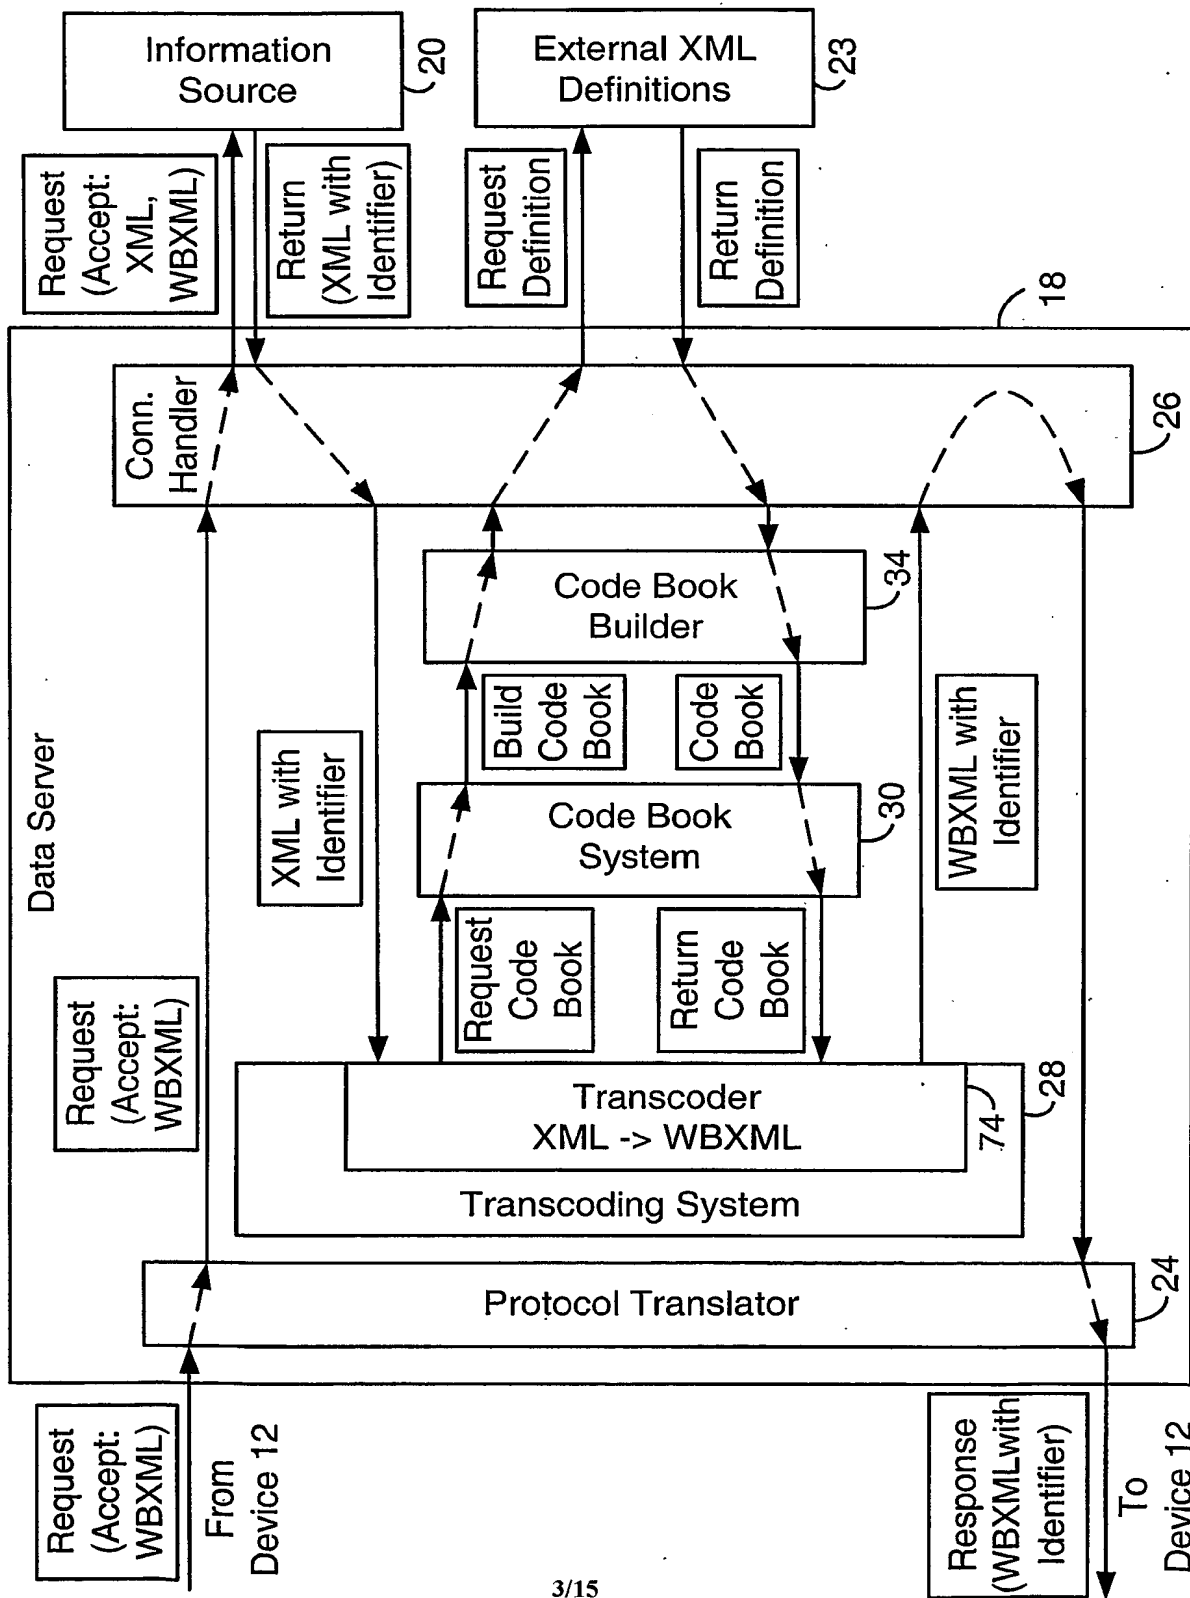 Information
Source
20
External XML
Definitions
23
Request
(Accept:
XML,
WBXML)
Return
(XML with
Identifier)
Request
Definition
Return
Definition
18
Data Server
Conn.
Handler
26
Code Book
Builder
34
Build
Code
Book
Code
Book
XML with
Identifier
Code Book
System
30
WBXML with
Identifier
Request
(Accept:
WBXML)
Request
Code
Book
Return
Code
Book
Transcoder
XML -> WBXML
74
Transcoding System
28
Protocol Translator
24
Request
(Accept:
WBXML)
From
Device 12
Response
(WBXMLwith
Identifier)
To
Device 12
3/15